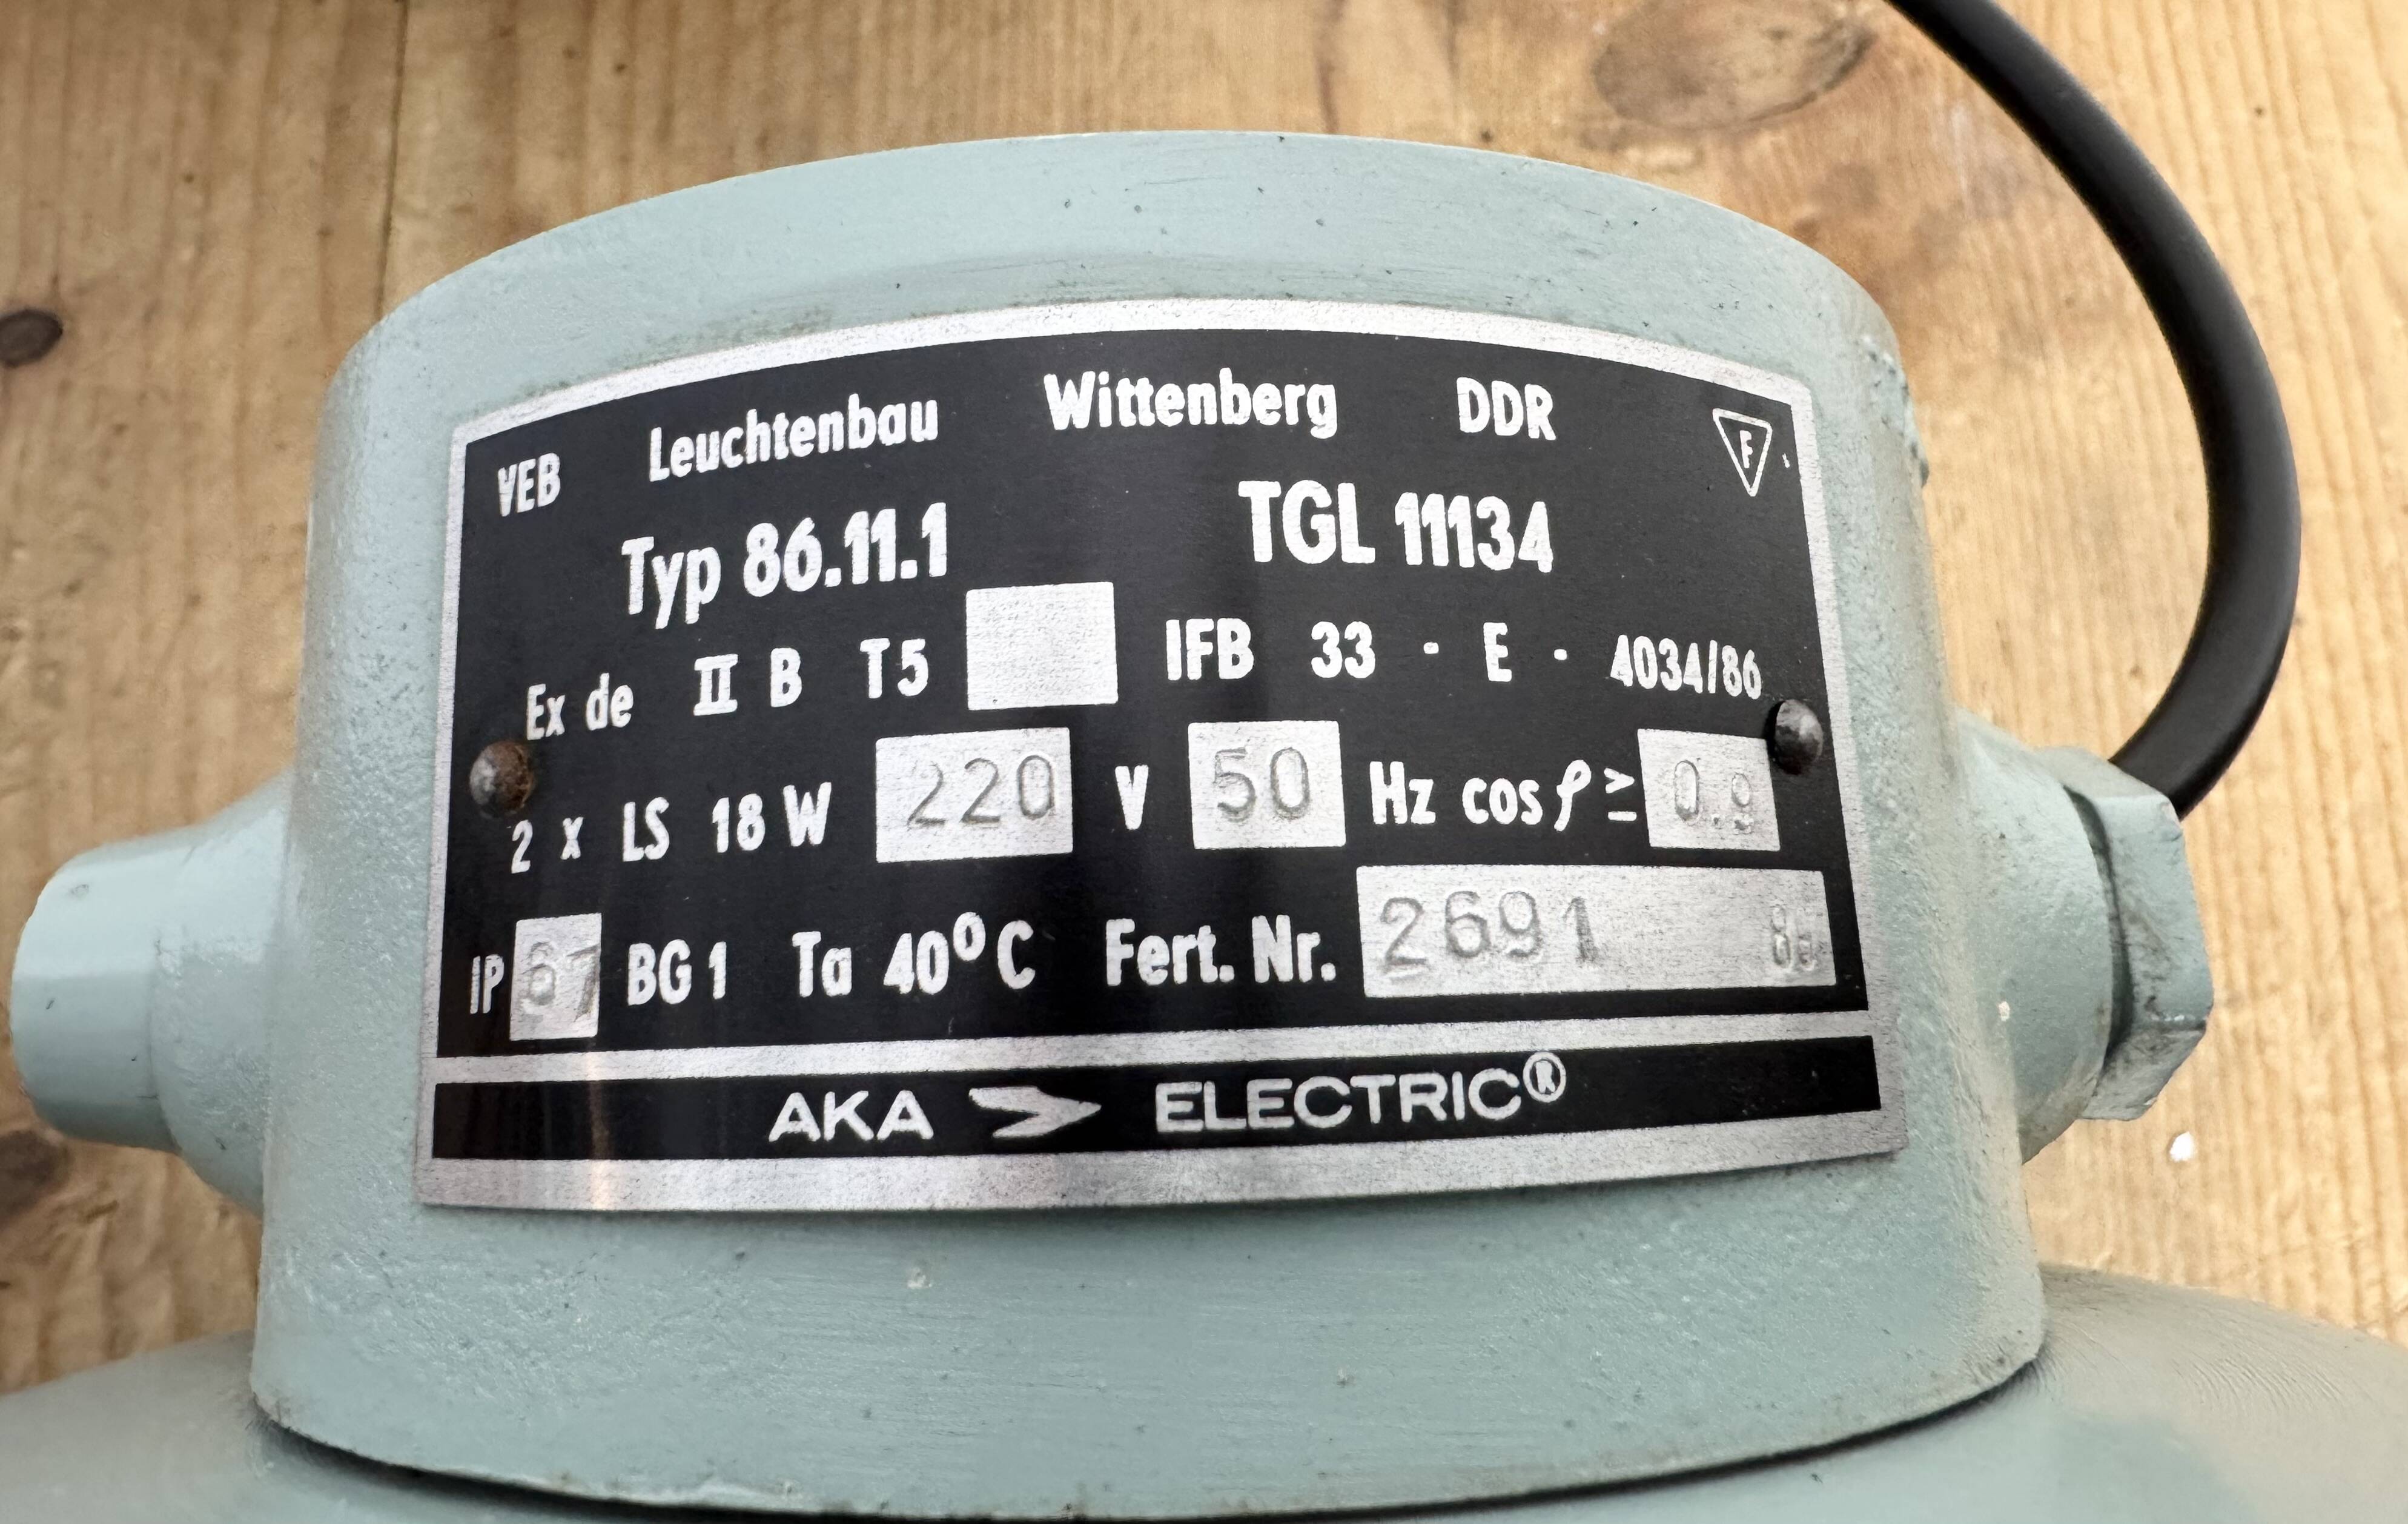 VEB Leuchtenbau Wittenberg DDR F
Typ 86.11.1 TGL 11134
Ex de II B T5 IFB 33 - E - 4034/86
2 x LS 18 W 220 V 50 Hz cos φ ≥ 0.9
IP 67 BG 1 Ta 40°C Fert. Nr. 2691
AKA ELECTRIC®